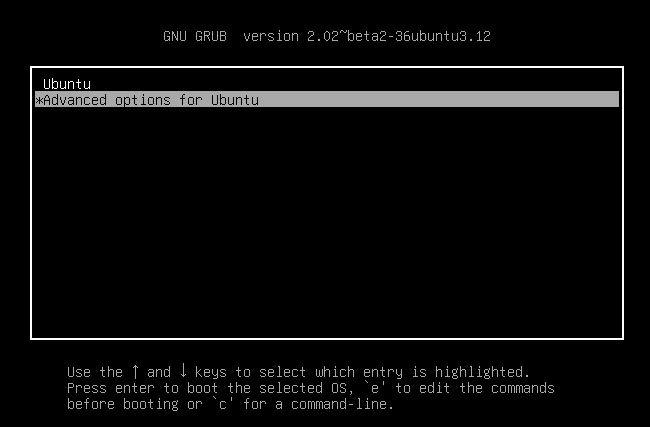 GNU GRUB  version 2.02~beta2-36ubuntu3.12
Ubuntu
*Advanced options for Ubuntu
Use the ↑ and ↓ keys to select which entry is highlighted.
Press enter to boot the selected OS, `e' to edit the commands
before booting or `c' for a command-line.